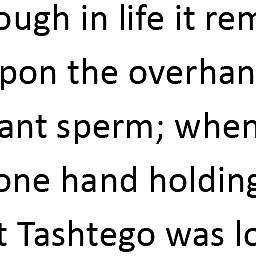 ough in life it rem
pon the overhan
ant sperm; when
one hand holding
t Tashtego was lo